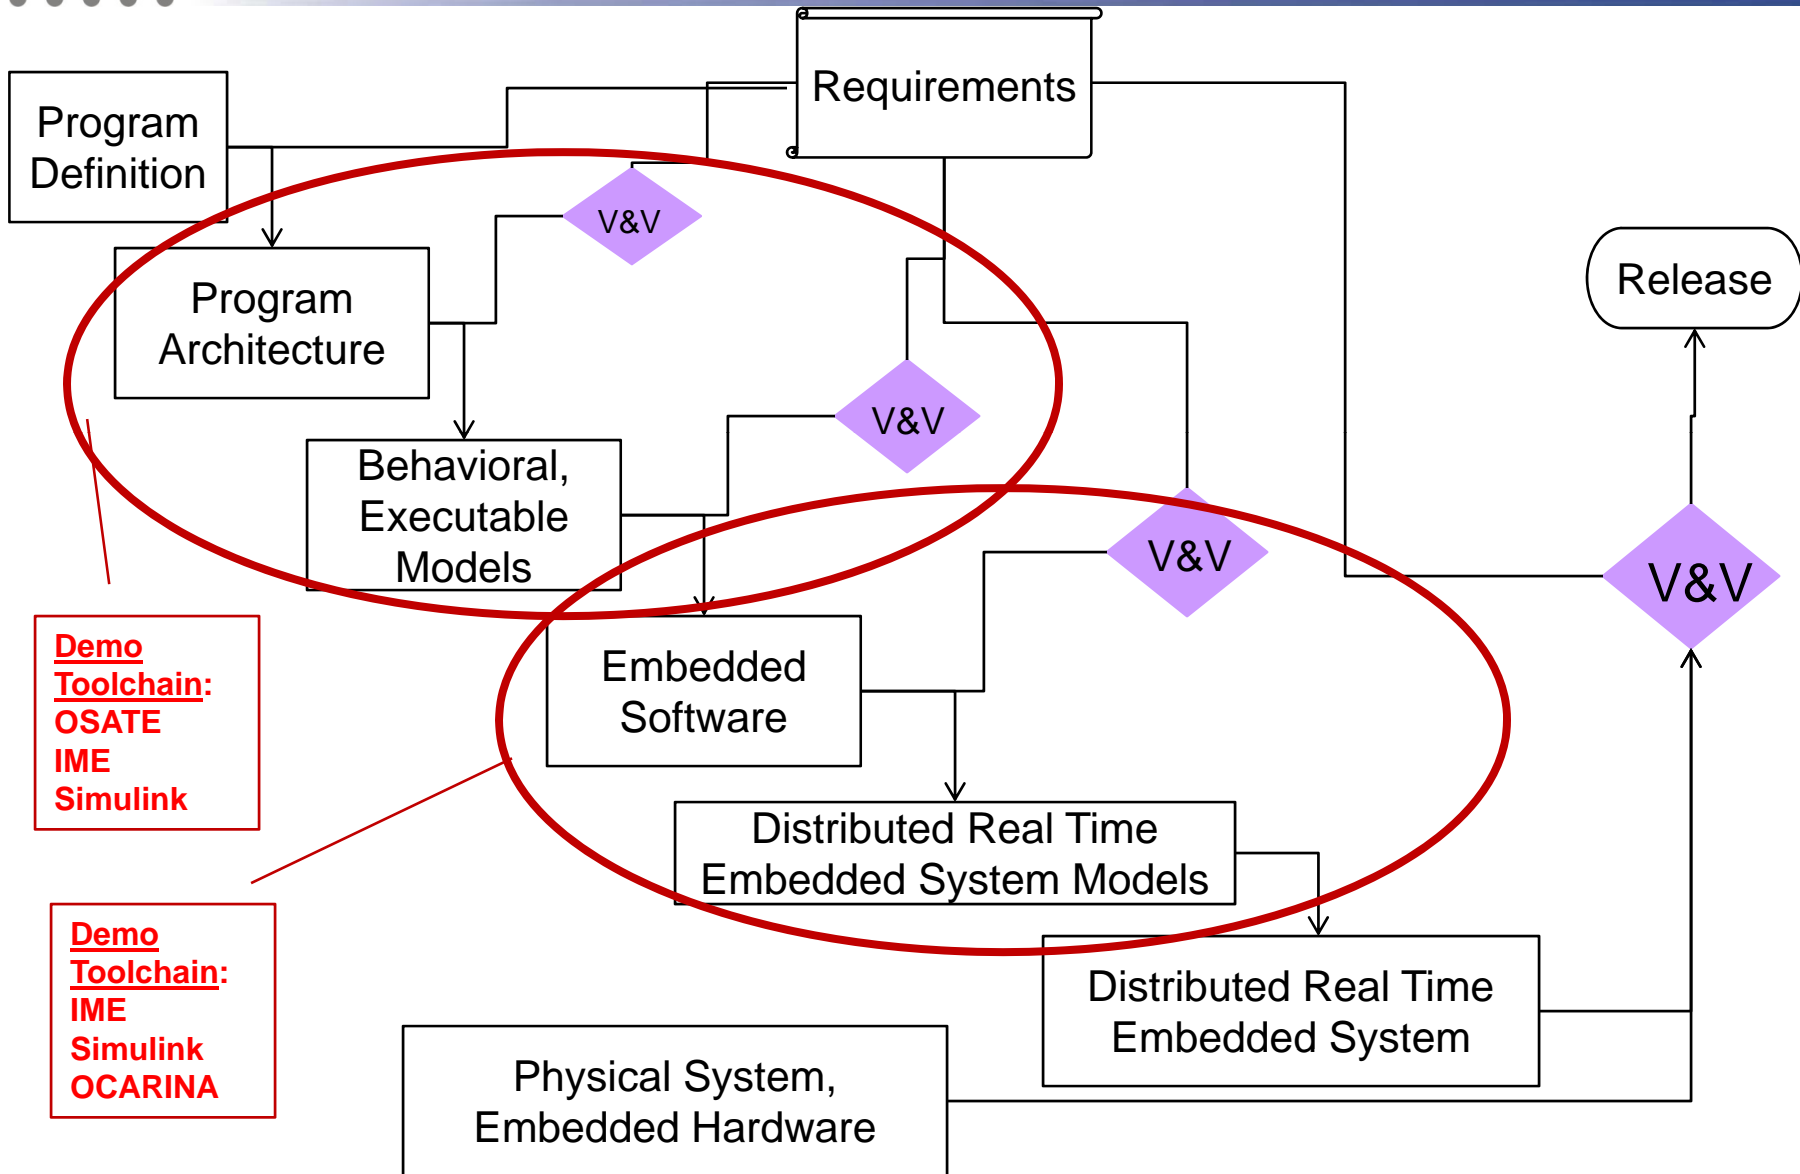 Requirements
Program
Definition
V&V
Program
Architecture
Release
V&V
Behavioral,
Executable
Models
V&V
V&V
Demo
Toolchain:
OSATE
IME
Simulink
Embedded
Software
Distributed Real Time
Embedded System Models
Demo
Toolchain:
IME
Simulink
OCARINA
Distributed Real Time
Embedded System
Physical System,
Embedded Hardware